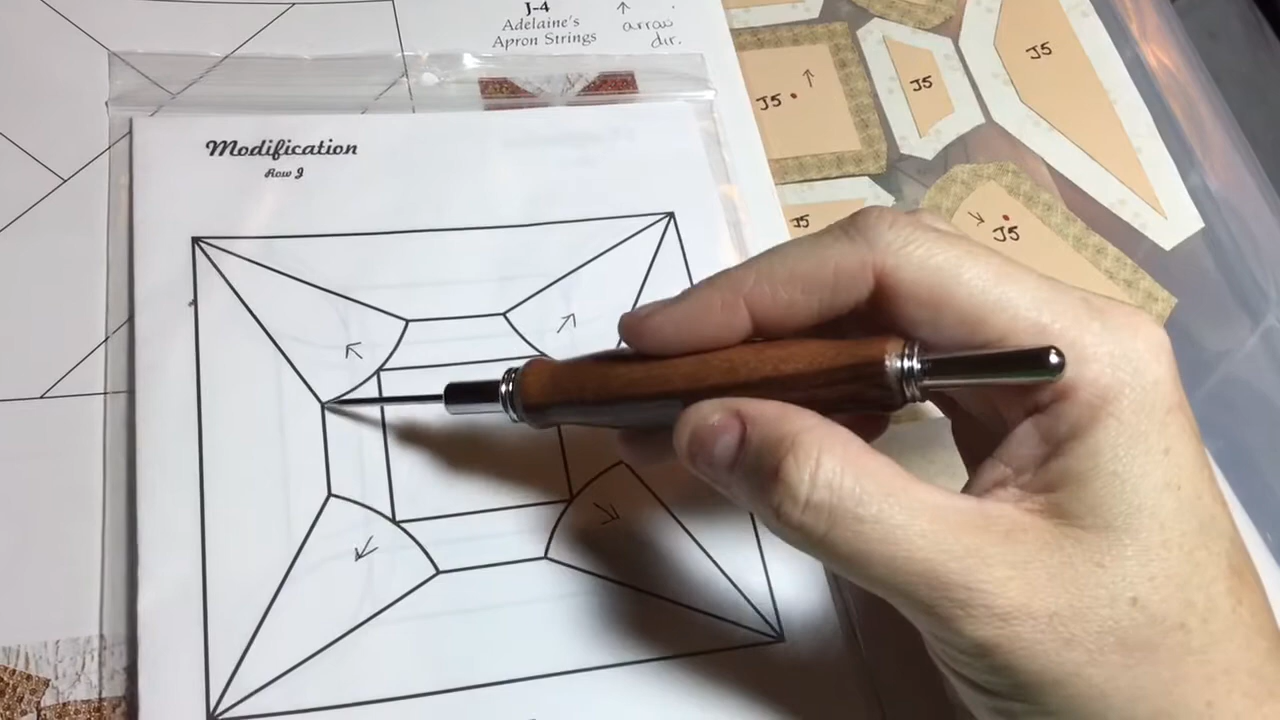 J-4
Adelaine's
Apron Strings
↑
arrow
dir.
Modification
Row J
J5
J5
J5
J5
J5